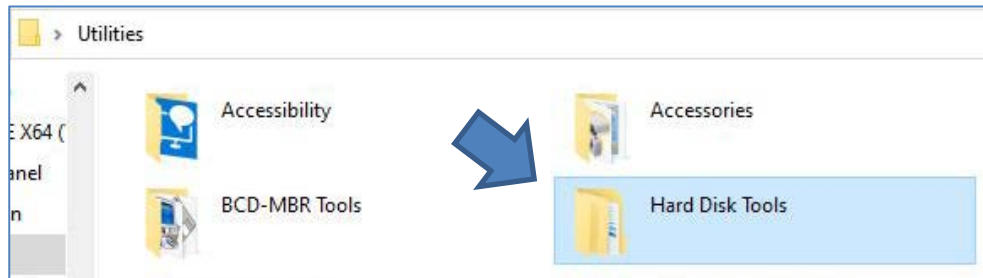 Utilities
Accessibility
Accessories
E X64 (
anel
n
BCD-MBR Tools
Hard Disk Tools